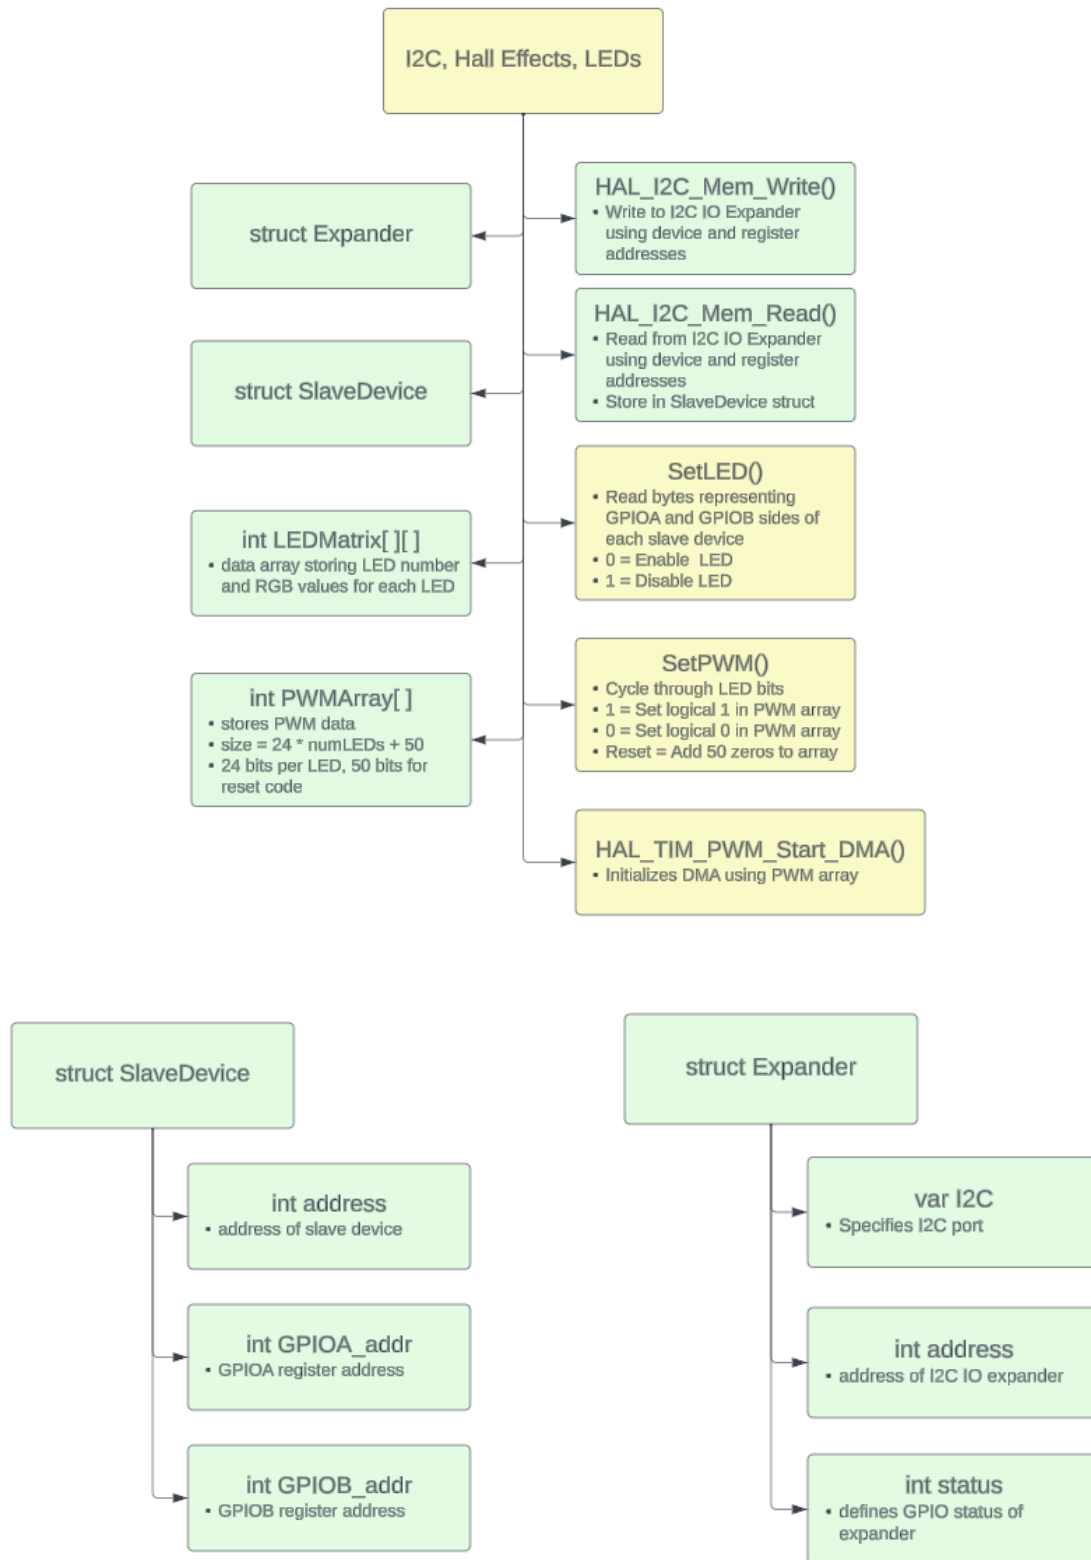 I2C, Hall Effects, LEDs
struct Expander
struct SlaveDevice
int LEDMatrix[ ][ ]
▪ data array storing LED number
and RGB values for each LED
int PWMArray[ ]
▪ stores PWM data
▪ size = 24 * numLEDs + 50
▪ 24 bits per LED, 50 bits for
reset code
HAL_I2C_Mem_Write()
▪ Write to I2C IO Expander
using device and register
addresses
HAL_I2C_Mem_Read()
▪ Read from I2C IO Expander
using device and register
addresses
▪ Store in SlaveDevice struct
SetLED()
▪ Read bytes representing
GPIOA and GPIOB sides of
each slave device
▪ 0 = Enable LED
▪ 1 = Disable LED
SetPWM()
▪ Cycle through LED bits
▪ 1 = Set logical 1 in PWM array
▪ 0 = Set logical 0 in PWM array
▪ Reset = Add 50 zeros to array
HAL_TIM_PWM_Start_DMA()
▪ Initializes DMA using PWM array
struct SlaveDevice
int address
▪ address of slave device
int GPIOA_addr
▪ GPIOA register address
int GPIOB_addr
▪ GPIOB register address
struct Expander
var I2C
▪ Specifies I2C port
int address
▪ address of I2C IO expander
int status
▪ defines GPIO status of
expander